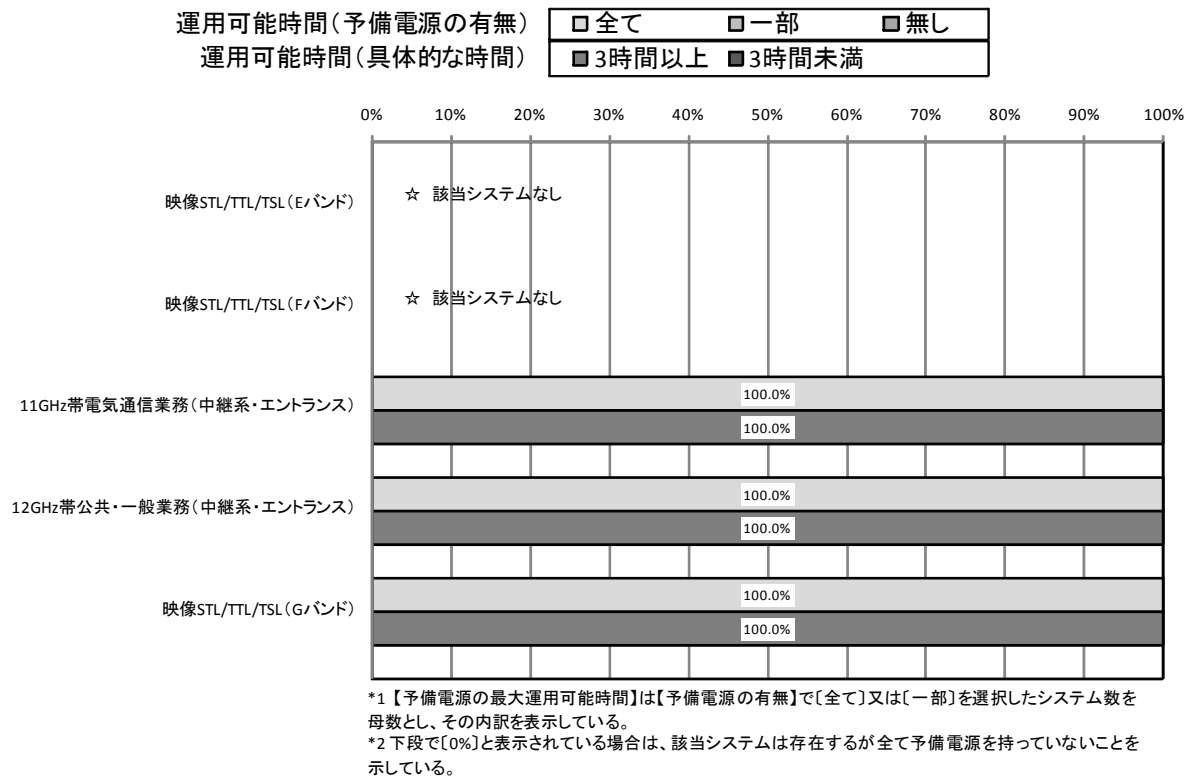 運用可能時間(予備電源の有無) 全て 一部 無し
運用可能時間(具体的な時間) 3時間以上 3時間未満
0% 10% 20% 30% 40% 50% 60% 70% 80% 90% 100%
映像STL/TTL/TSL(Eバンド) ☆ 該当システムなし
映像STL/TTL/TSL(Fバンド) ☆ 該当システムなし
100.0%
11GHz帯電気通信業務(中継系・エントランス)
100.0%
100.0%
12GHz帯公共・一般業務(中継系・エントランス)
100.0%
100.0%
映像STL/TTL/TSL(Gバンド)
100.0%
*1 【予備電源の最大運用可能時間】は【予備電源の有無】で〔全て〕又は〔一部〕を選択したシステム数を
母数とし、その内訳を表示している。
*2 下段で〔0%〕と表示されている場合は、該当システムは存在するが全て予備電源を持っていないことを
示している。